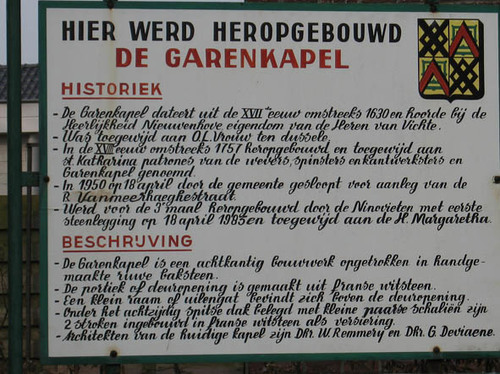 HIER WERD HEROPGEBOUWD
DE GARENKAPEL
HISTORIEK
- De Garenkapel dateert uit de XVIIde eeuw omstreeks 1630 en hoorde bij de
Heerlijkheid Nieuwenhove eigendom van de Heren van Vichte.
- Was toegewijd aan O.L.Vrouw ten dussele.
- In de XVIIIde eeuw omstreeks 1757 heropgebouwd, en toegewijd aan
st. Katharina patrones van de wevers, spinsters en kantwerksters en
Garenkapel genoemd.
- In 1950 op 18 april door de gemeente gesloopt voor aanleg van de
R. Vanmeerhaeghestraat.
- Werd voor de 3de maal heropgebouwd door de Ninovieten met eerste
steenlegging op 18 april 1985 en toegewijd aan de H. Margaretha.
BESCHRIJVING
- De Garenkapel is een achtkantig bouwwerk opgetrokken in handge-
maakte ruwe baksteen.
- De portiek of deuropening is gemaakt uit franse witsteen.
- Een klein raam of uilengat bevindt zich boven de deuropening.
- Onder het achtzijdig spitse dak belegd met kleine paarse schaliën zijn
2 stroken ingebouwd in franse witsteen als versiering.
- Architekten van de huidige kapel zijn Dhr. W. Remmery en Dhr. G. Deviaene.